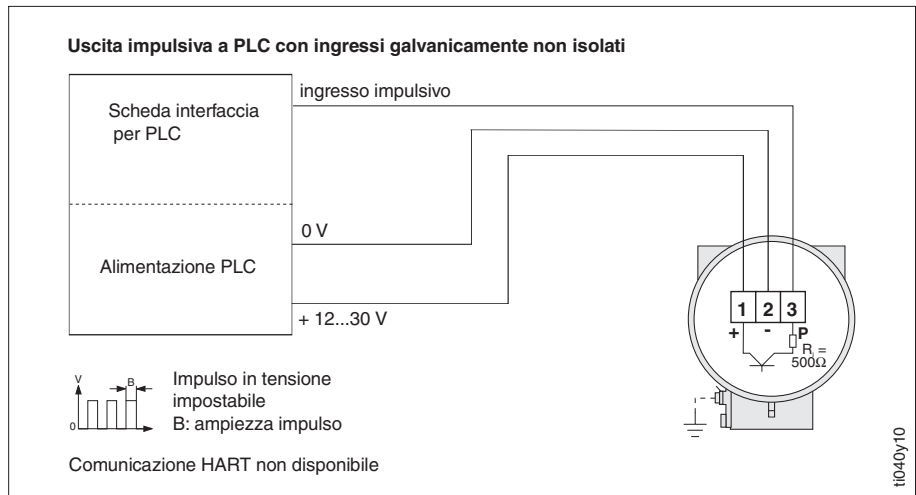 Uscita impulsiva a PLC con ingressi galvanicamente non isolati
Scheda interfaccia
per PLC
ingresso impulsivo
0 V
Alimentazione PLC
+ 12...30 V
1 2 3
+ - P
R =
500Ω
V
B
0
Impulso in tensione
impostabile
B: ampiezza impulso
Comunicazione HART non disponibile
ti040y10